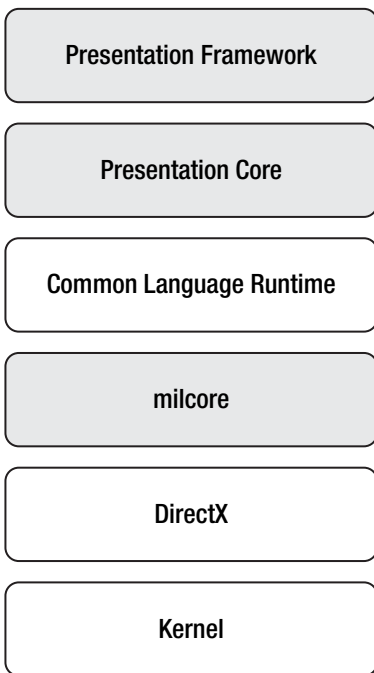 Presentation Framework
Presentation Core
Common Language Runtime
milcore
DirectX
Kernel